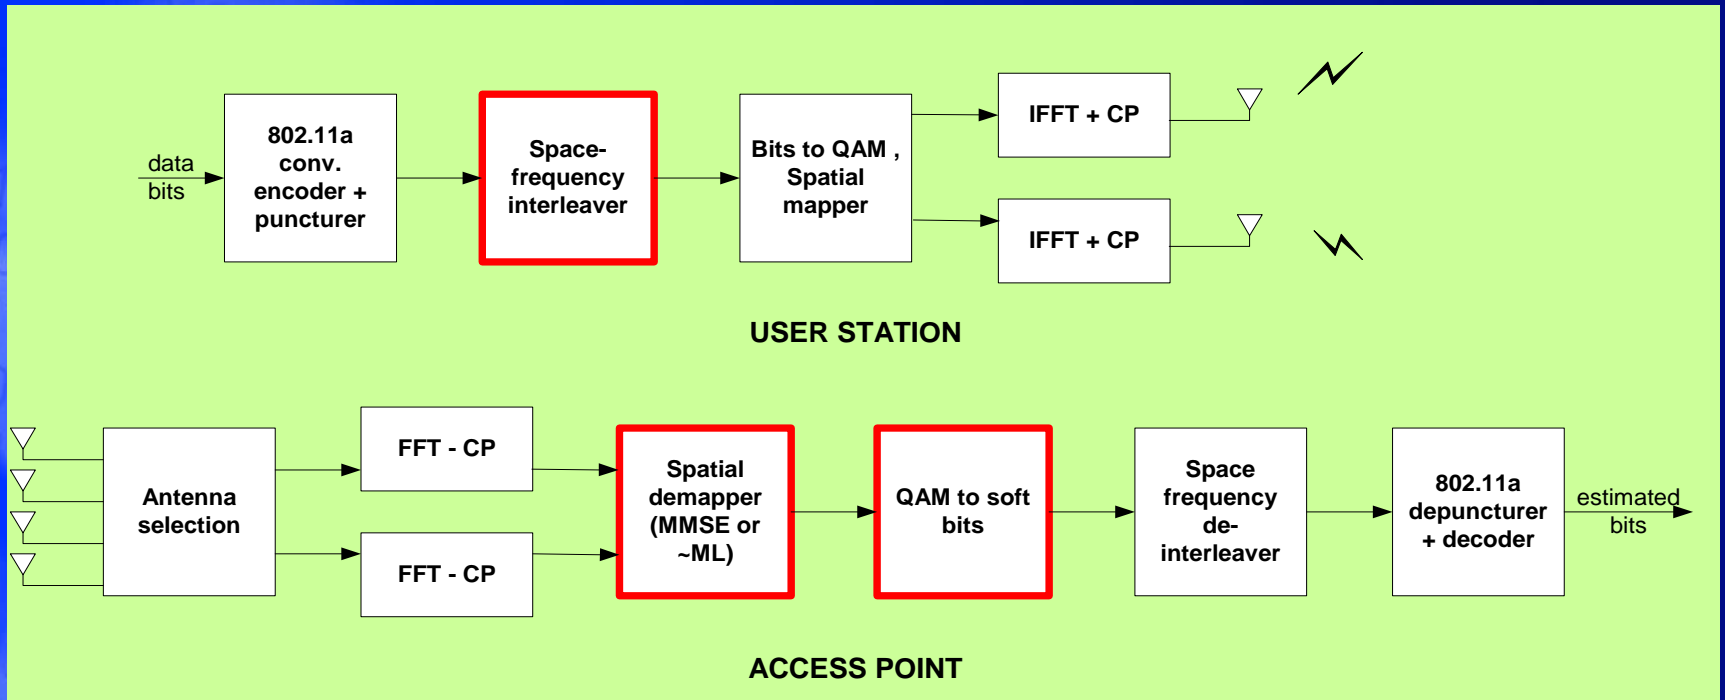 data
bits
802.11a
conv.
encoder +
puncturer
Space-
frequency
interleaver
Bits to QAM ,
Spatial
mapper
IFFT + CP
IFFT + CP
USER STATION
Antenna
selection
FFT - CP
FFT - CP
Spatial
demapper
(MMSE or
~ML)
QAM to soft
bits
Space
frequency
de-
interleaver
802.11a
depuncturer
+ decoder
estimated
bits
ACCESS POINT